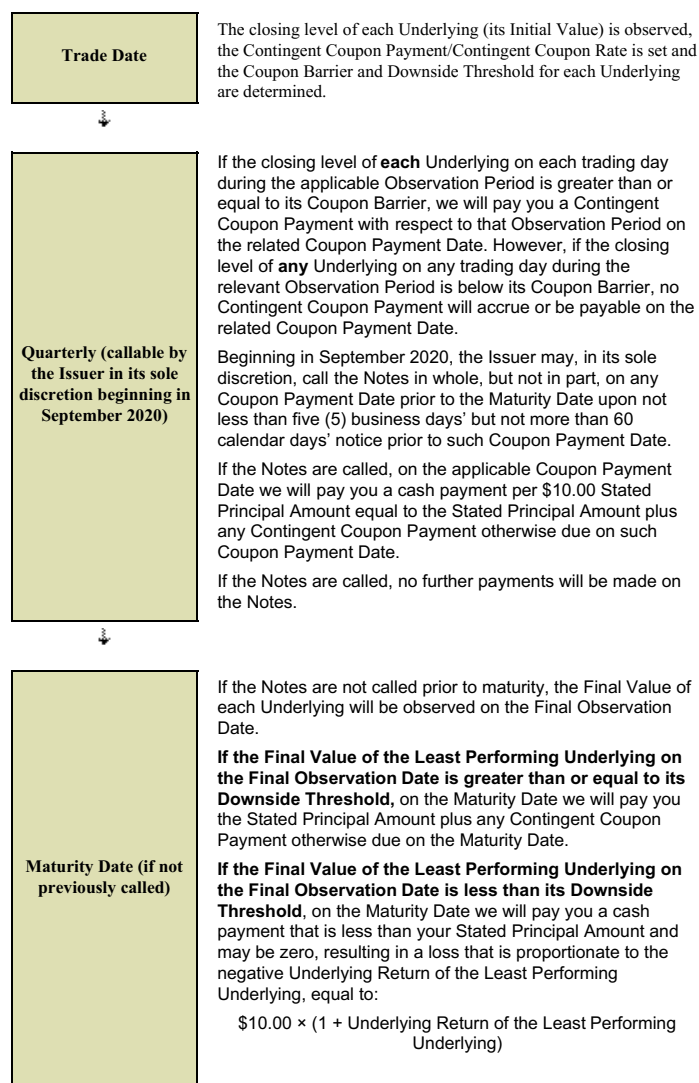 Trade Date
The closing level of each Underlying (its Initial Value) is observed,
the Contingent Coupon Payment/Contingent Coupon Rate is set and
the Coupon Barrier and Downside Threshold for each Underlying
are determined.
Quarterly (callable by
the Issuer in its sole
discretion beginning in
September 2020)
If the closing level of each Underlying on each trading day
during the applicable Observation Period is greater than or
equal to its Coupon Barrier, we will pay you a Contingent
Coupon Payment with respect to that Observation Period on
the related Coupon Payment Date. However, if the closing
level of any Underlying on any trading day during the
relevant Observation Period is below its Coupon Barrier, no
Contingent Coupon Payment will accrue or be payable on the
related Coupon Payment Date.
Beginning in September 2020, the Issuer may, in its sole
discretion, call the Notes in whole, but not in part, on any
Coupon Payment Date prior to the Maturity Date upon not
less than five (5) business days’ but not more than 60
calendar days’ notice prior to such Coupon Payment Date.
If the Notes are called, on the applicable Coupon Payment
Date we will pay you a cash payment per $10.00 Stated
Principal Amount equal to the Stated Principal Amount plus
any Contingent Coupon Payment otherwise due on such
Coupon Payment Date.
If the Notes are called, no further payments will be made on
the Notes.
Maturity Date (if not
previously called)
If the Notes are not called prior to maturity, the Final Value of
each Underlying will be observed on the Final Observation
Date.
If the Final Value of the Least Performing Underlying on
the Final Observation Date is greater than or equal to its
Downside Threshold, on the Maturity Date we will pay you
the Stated Principal Amount plus any Contingent Coupon
Payment otherwise due on the Maturity Date.
If the Final Value of the Least Performing Underlying on
the Final Observation Date is less than its Downside
Threshold, on the Maturity Date we will pay you a cash
payment that is less than your Stated Principal Amount and
may be zero, resulting in a loss that is proportionate to the
negative Underlying Return of the Least Performing
Underlying, equal to:
$10.00 × (1 + Underlying Return of the Least Performing
Underlying)